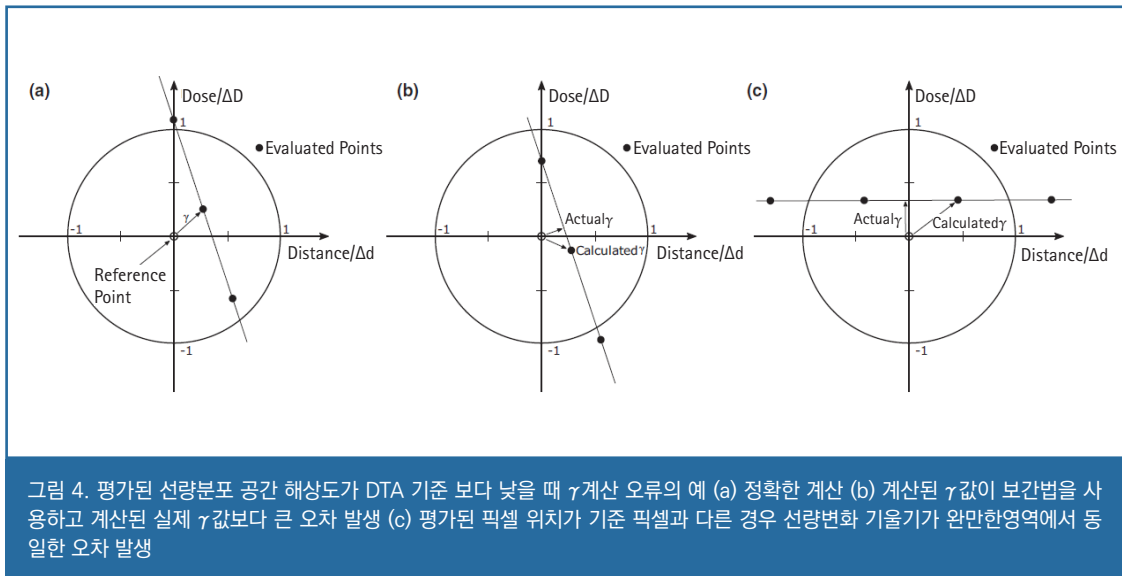 (a)
Dose/ΔD
1
Evaluated Points
γ
-1
1
Distance/Δd
Reference
Point
-1
(b)
Dose/ΔD
1
Evaluated Points
Actualγ
-1
1
Calculatedγ
Distance/Δd
-1
(c)
Dose/ΔD
1
Evaluated Points
Actualγ
Calculatedγ
-1
1
Distance/Δd
-1
그림 4. 평가된 선량분포 공간 해상도가 DTA 기준 보다 낮을 때 γ계산 오류의 예 (a) 정확한 계산 (b) 계산된 γ값이 보간법을 사
용하고 계산된 실제 γ값보다 큰 오차 발생 (c) 평가된 픽셀 위치가 기준 픽셀과 다른 경우 선량변화 기울기가 완만한영역에서 동
일한 오차 발생